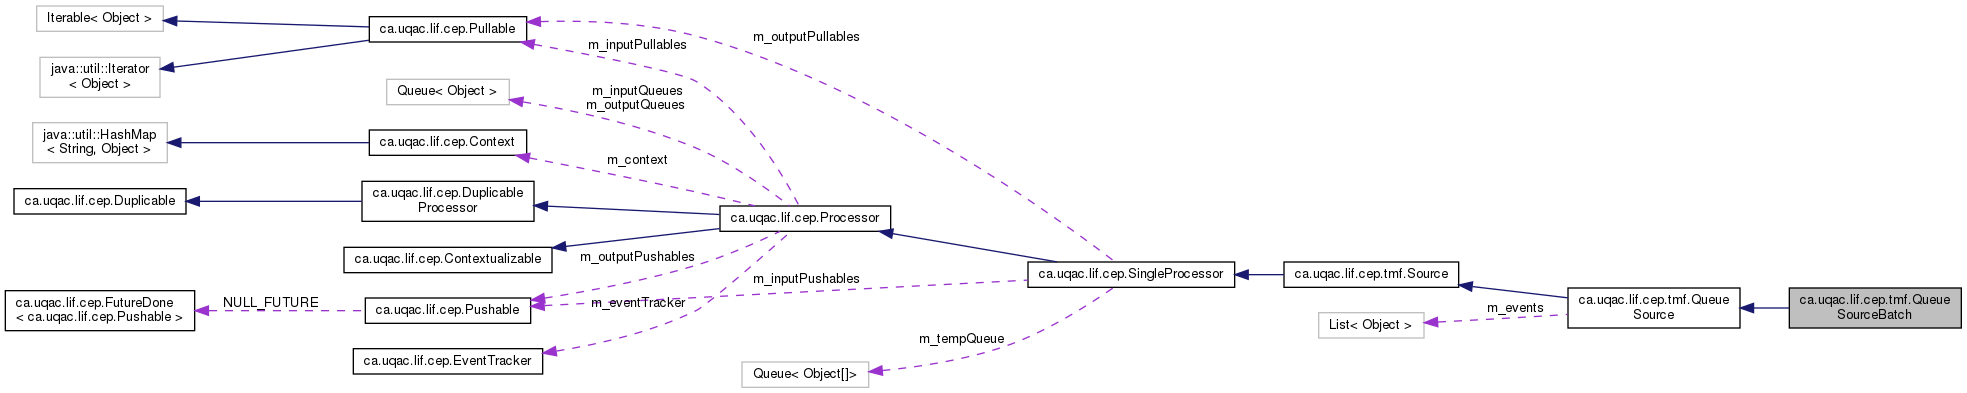 Iterable< Object >
ca.uqac.lif.cep.Pullable
m_outputPullables
m_inputPullables
java::util::Iterator
< Object >
Queue< Object >
m_inputQueues
m_outputQueues
java::util::HashMap
< String, Object >
ca.uqac.lif.cep.Context
m_context
ca.uqac.lif.cep.Duplicable
ca.uqac.lif.cep.Duplicable
Processor
ca.uqac.lif.cep.Processor
ca.uqac.lif.cep.Contextualizable
m_outputPushables
m_inputPushables
ca.uqac.lif.cep.SingleProcessor
ca.uqac.lif.cep.tmf.Source
ca.uqac.lif.cep.FutureDone
< ca.uqac.lif.cep.Pushable >
NULL_FUTURE
ca.uqac.lif.cep.Pushable
m_eventTracker
ca.uqac.lif.cep.EventTracker
m_tempQueue
Queue< Object[]>
List< Object >
m_events
ca.uqac.lif.cep.tmf.Queue
Source
ca.uqac.lif.cep.tmf.Queue
SourceBatch